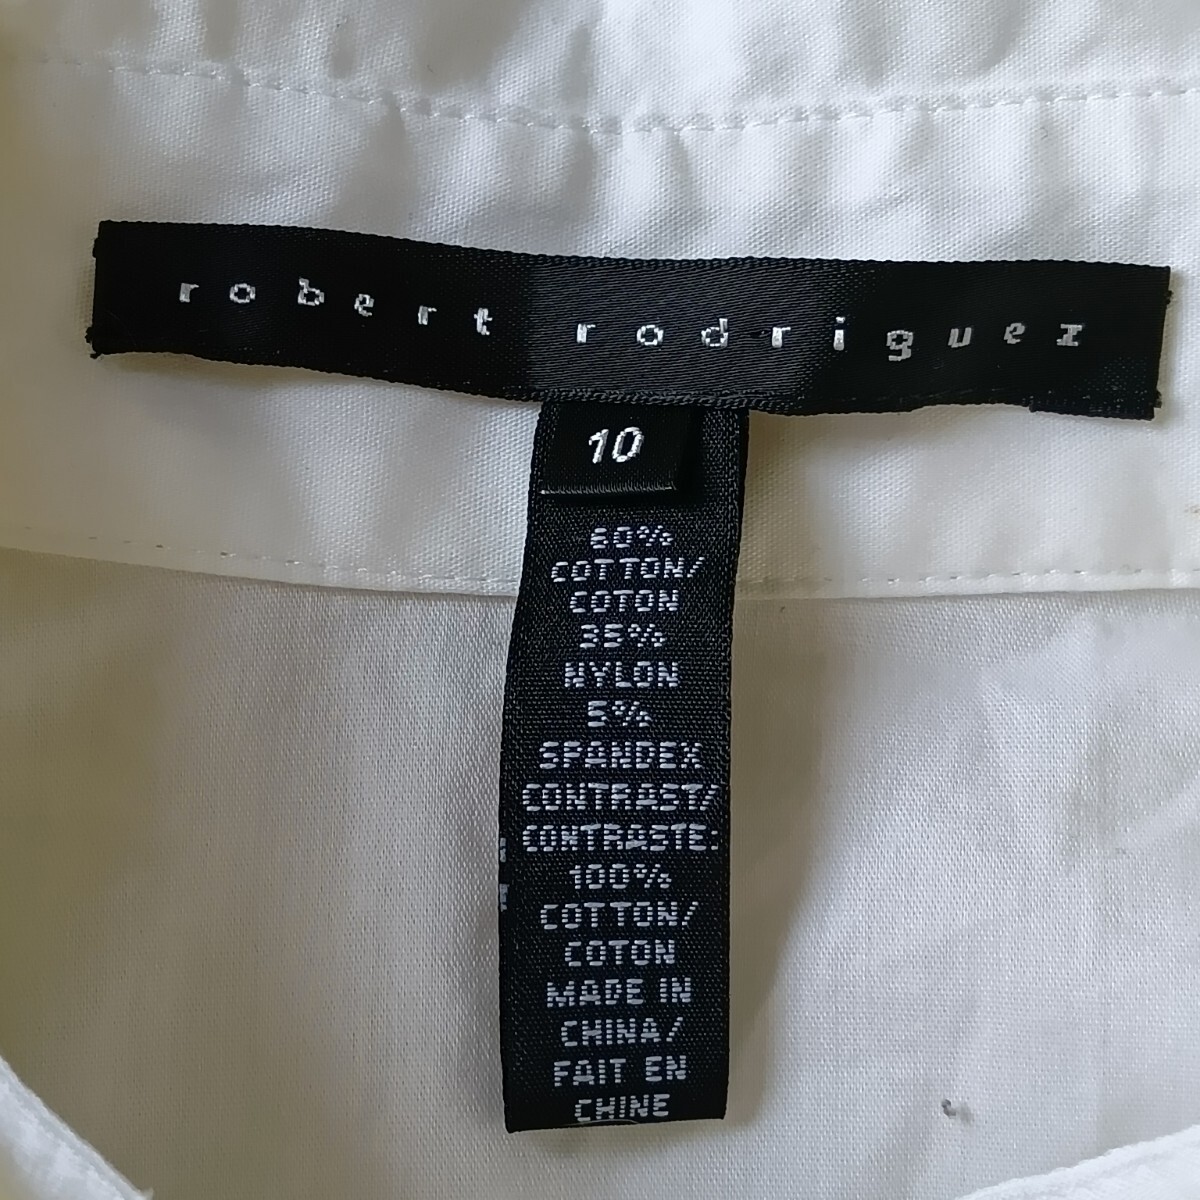 robert rodriguez
10
60%
COTTON/
COTON
35%
NYLON
5%
SPANDEX
CONTRAST/
CONTRASTE:
100%
COTTON/
COTON
MADE IN
CHINA/
FAIT EN
CHINE